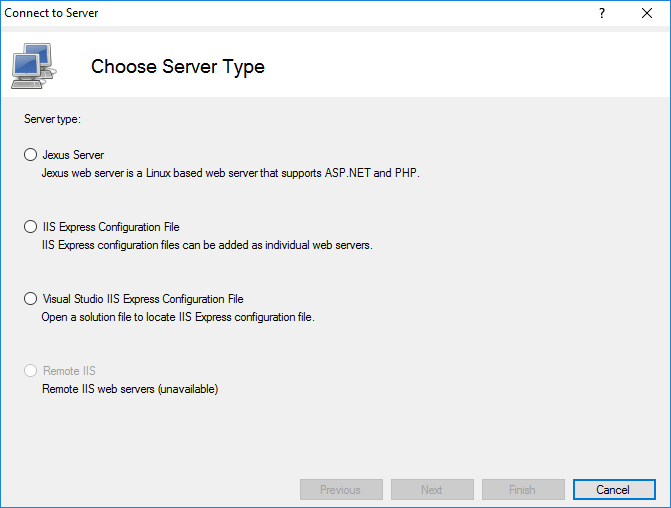 Connect to Server
?
Choose Server Type
Server type:
Jexus Server
Jexus web server is a Linux based web server that supports ASP.NET and PHP.
IIS Express Configuration File
IIS Express configuration files can be added as individual web servers.
Visual Studio IIS Express Configuration File
Open a solution file to locate IIS Express configuration file.
Remote IIS
Remote IIS web servers (unavailable)
Previous Next Finish Cancel